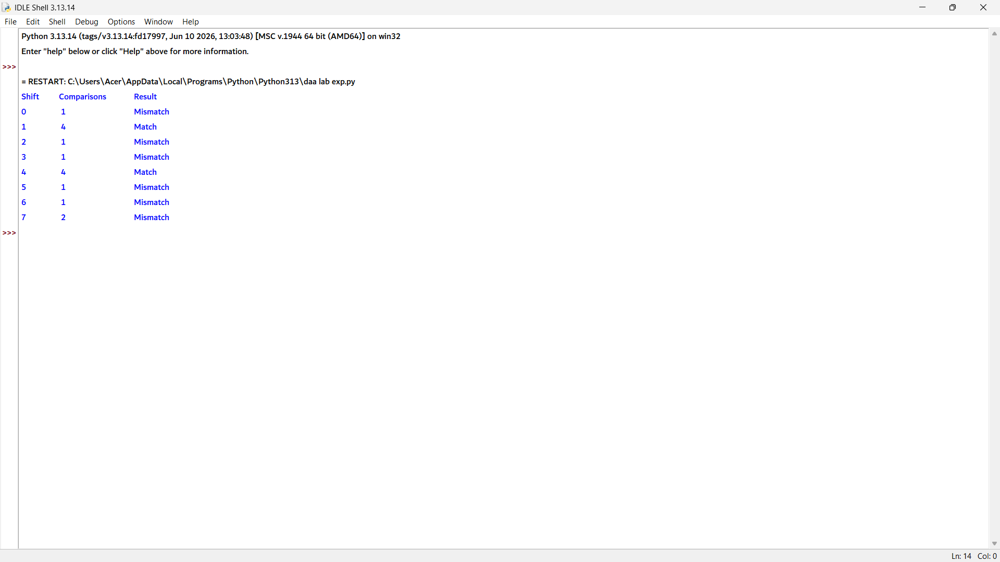 IDLE Shell 3.13.14
File Edit Shell Debug Options Window Help
Python 3.13.14 (tags/v3.13.14:fd17997, Jun 10 2026, 13:03:48) [MSC v.1944 64 bit (AMD64)] on win32
Enter "help" below or click "Help" above for more information.
>>>
= RESTART: C:\Users\Acer\AppData\Local\Programs\Python\Python313\daa lab exp.py
Shift Comparisons Result
0 1 Mismatch
1 4 Match
2 1 Mismatch
3 1 Mismatch
4 4 Match
5 1 Mismatch
6 1 Mismatch
7 2 Mismatch
>>>
Ln: 14 Col: 0